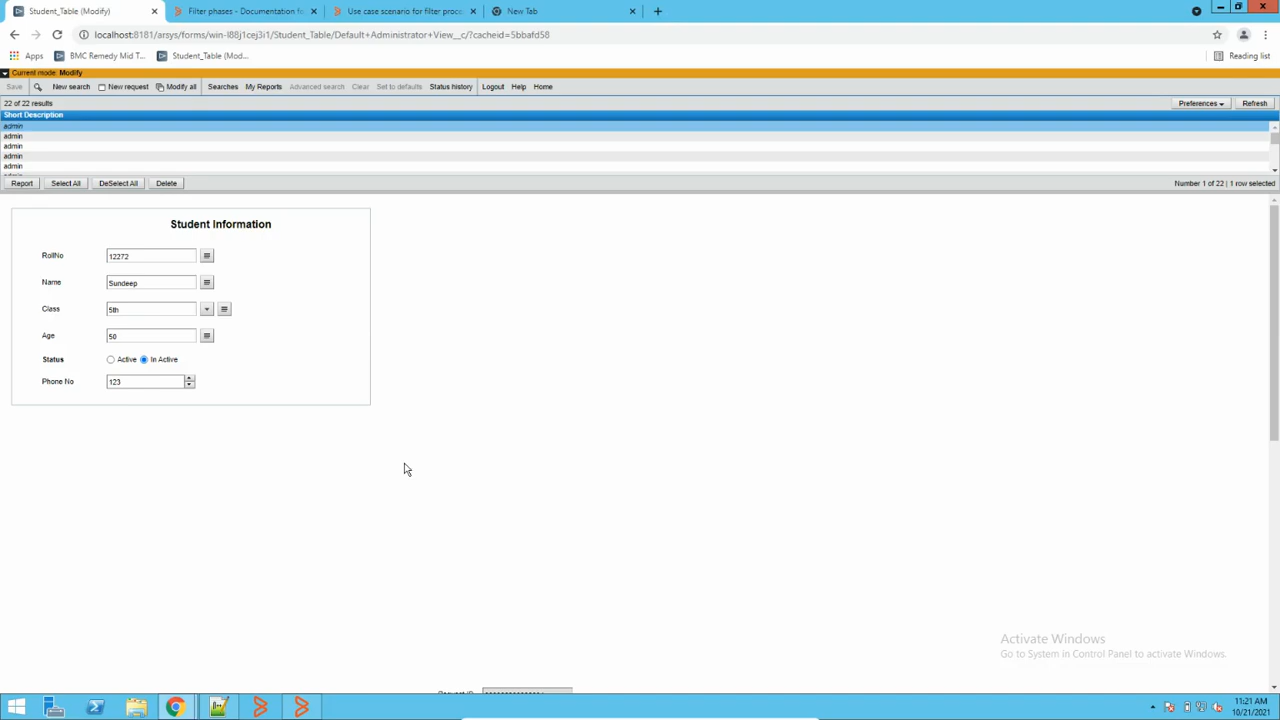 Student_Table (Modify)
Filter phases - Documentation fo
Use case scenario for filter proc
New Tab
localhost:8181/arsys/forms/win-l88j1cej3i1/Student_Table/Default+Administrator+View__c/?cacheid=5bbafd58
Apps
BMC Remedy Mid T...
Student_Table (Mod...
Reading list
Current mode: Modify
Save
New search
New request
Modify all
Searches
My Reports
Advanced search
Clear
Set to defaults
Status history
Logout
Help
Home
22 of 22 results
Preferences
Refresh
Short Description
admin
admin
admin
admin
admin
Report
Select All
DeSelect All
Delete
Number 1 of 22 | 1 row selected
Student Information
RollNo
12272
Name
Sundeep
Class
5th
Age
50
Status
Active
In Active
Phone No
123
Activate Windows
Go to System in Control Panel to activate Windows.
11:21 AM
10/21/2021